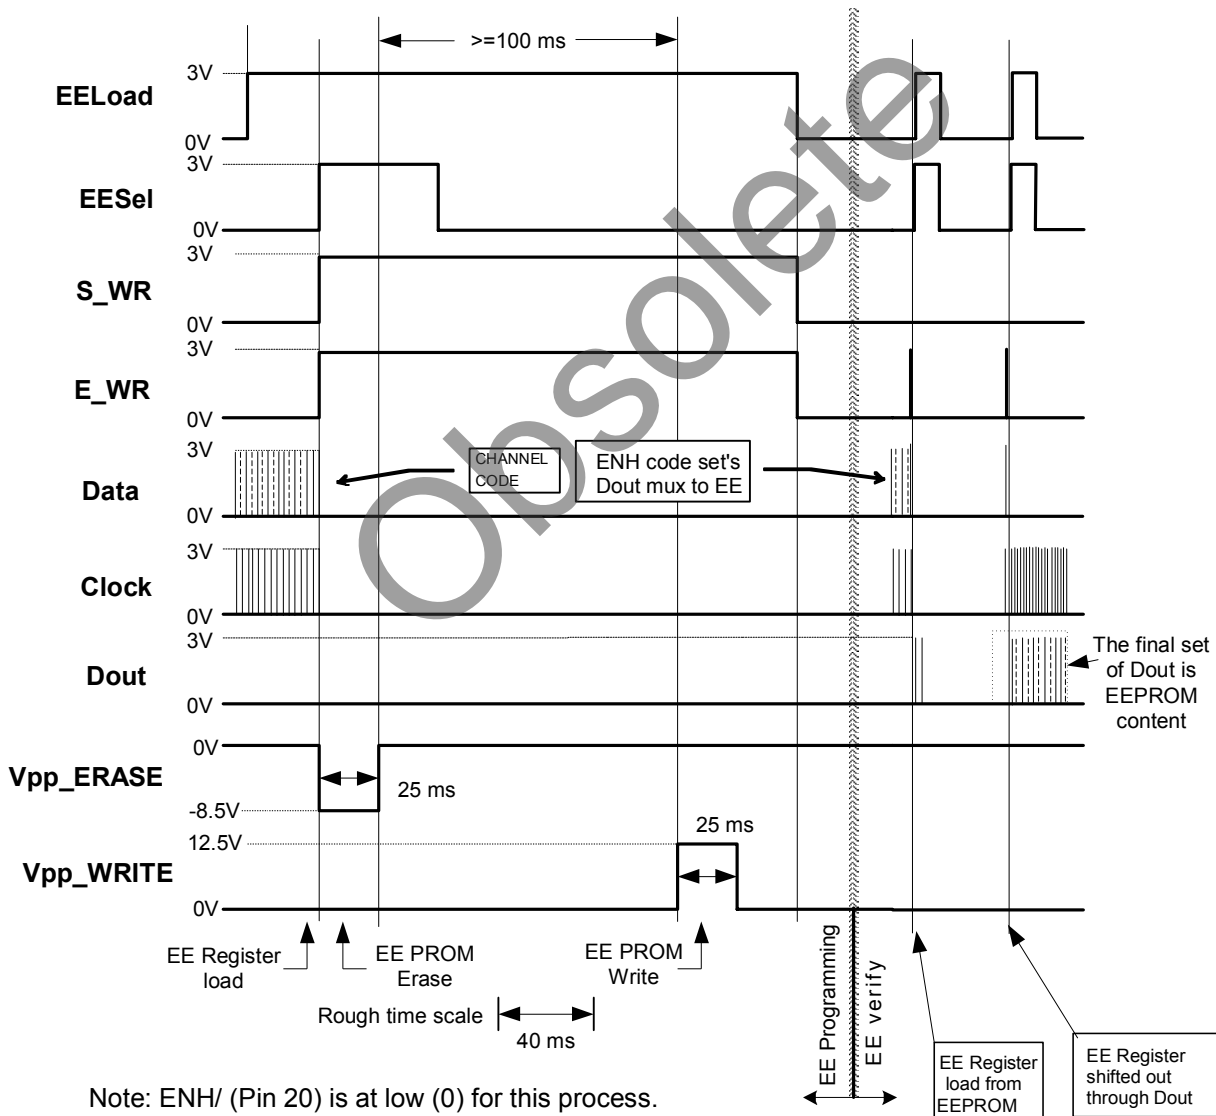 >=100 ms
3V
EELoad
0V
3V
EESel
0V
3V
S_WR
0V
3V
E_WR
0V
3V
Data
0V
CHANNEL
CODE
ENH code set's
Dout mux to EE
3V
Clock
0V
3V
Dout
0V
The final set
of Dout is
EEPROM
content
0V
Vpp_ERASE
25 ms
-8.5V
12.5V
25 ms
Vpp_WRITE
0V
EE Register
load
EE PROM
Erase
EE PROM
Write
Rough time scale
40 ms
EE Programming
EE verify
EE Register
load from
EEPROM
EE Register
shifted out
through Dout
Note: ENH/ (Pin 20) is at low (0) for this process.
Obsolete